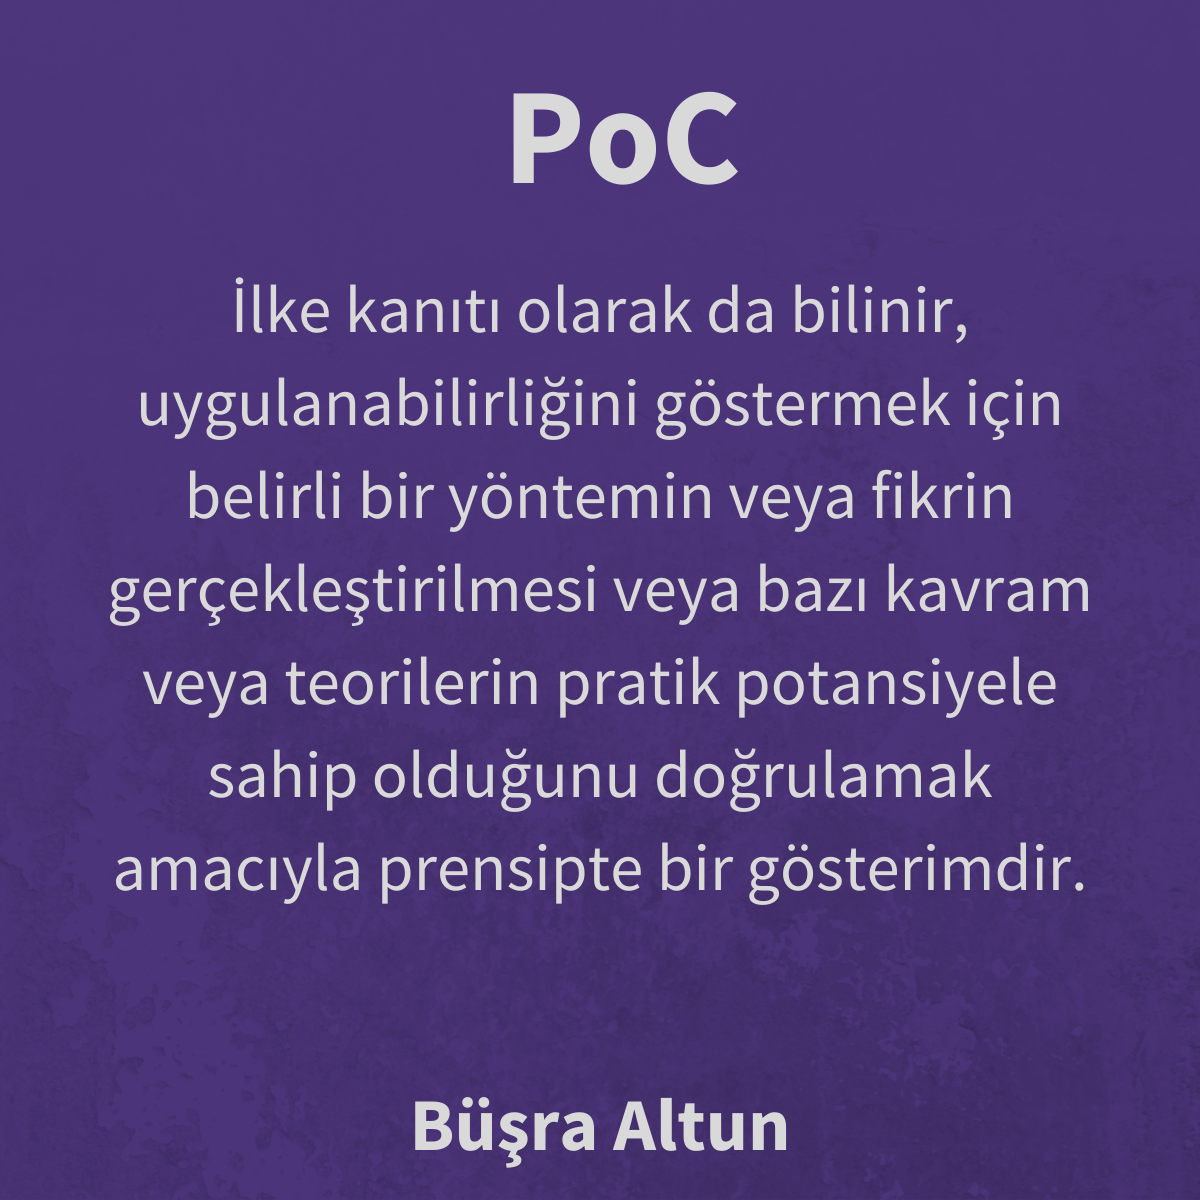 PoC
İlke kanıtı olarak da bilinir,
uygulanabilirliğini göstermek için
belirli bir yöntemin veya fikrin
gerçekleştirilmesi veya bazı kavram
veya teorilerin pratik potansiyele
sahip olduğunu doğrulamak
amacıyla prensipte bir gösterimdir.
Büşra Altun